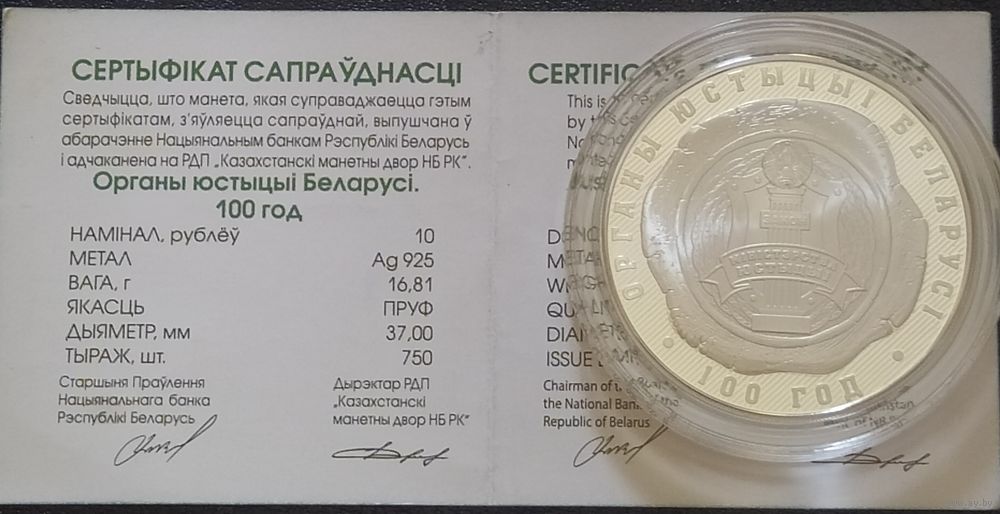 СЕРТЫФІКАТ САПРАЎДНАСЦІ
Сведчыцца, што манета, якая суправаджаецца гэтым
сертыфікатам, з'яўляецца сапраўднай, выпушчана ў
абарачэнне Нацыянальным банкам Рэспублікі Беларусь
і адчаканена на РДП „Казахстанскі манетны двор НБ РК".
Органы юстыцыі Беларусі.
100 год
НАМІНАЛ, рублёў 10
МЕТАЛ Ag 925
ВАГА, г 16,81
ЯКАСЦЬ ПРУФ
ДЫЯМЕТР, мм 37,00
ТЫРАЖ, шт. 750
Старшыня Праўлення
Нацыянальнага банка
Рэспублікі Беларусь
Дырэктар РДП
„Казахстанскі
манетны двор НБ РК"
This is
by
Chairman of
the National Bank of the
Republic of Belarus
ОРГАНЫ ЮСТЫЦЫІ БЕЛАРУСІ
100 ГОД
ЗАКОН
МІНІСТЭРСТВА
ЮСТЫЦЫІ